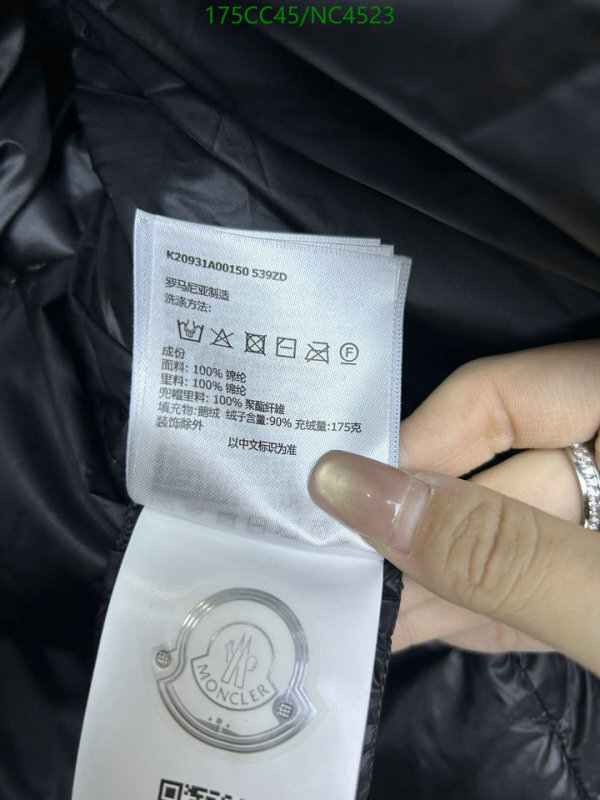 175CC45/NC4523
K20931A00150 539ZD
罗马尼亚制造
洗涤方法：
F
成份
面料：100% 锦纶
里料：100% 锦纶
兜帽里料：100% 聚酯纤維
填充物：鹅绒 绒子含量：90% 充绒量：175克
装饰除外
以中文标识为准
MONCLER